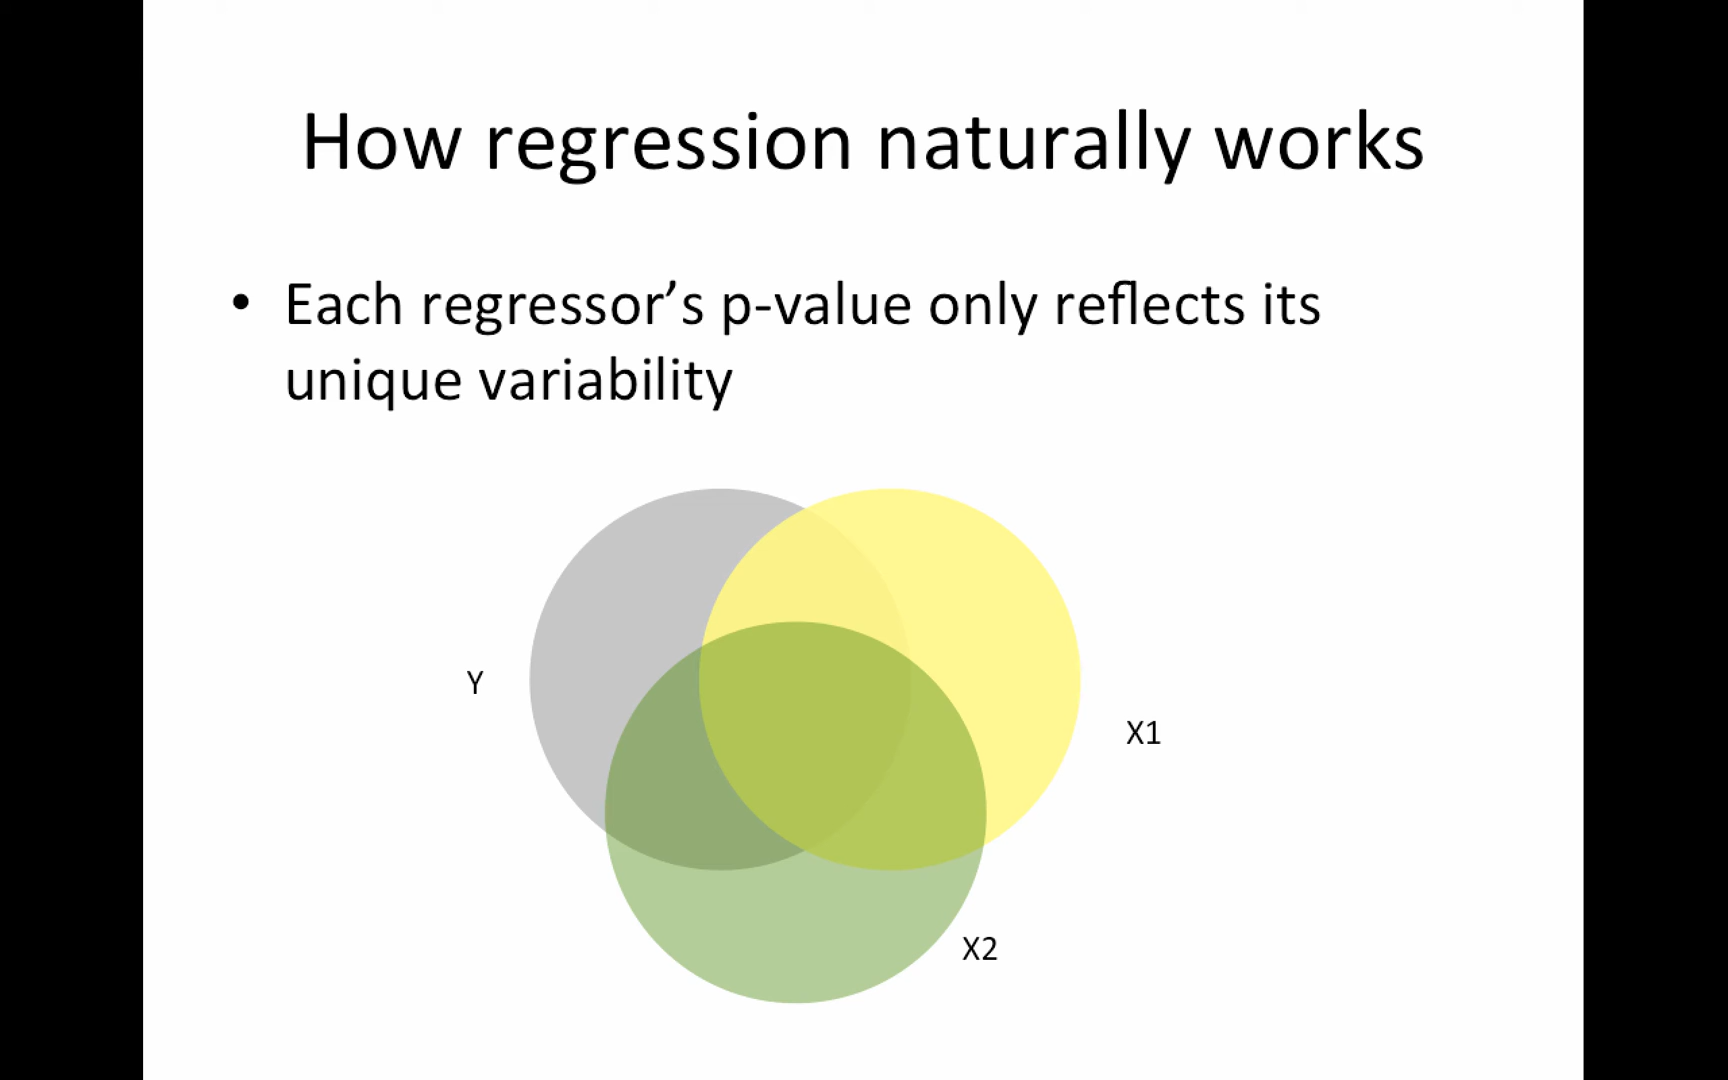 How regression naturally works
• Each regressor’s p-value only reflects its
unique variability
Y
X1
X2